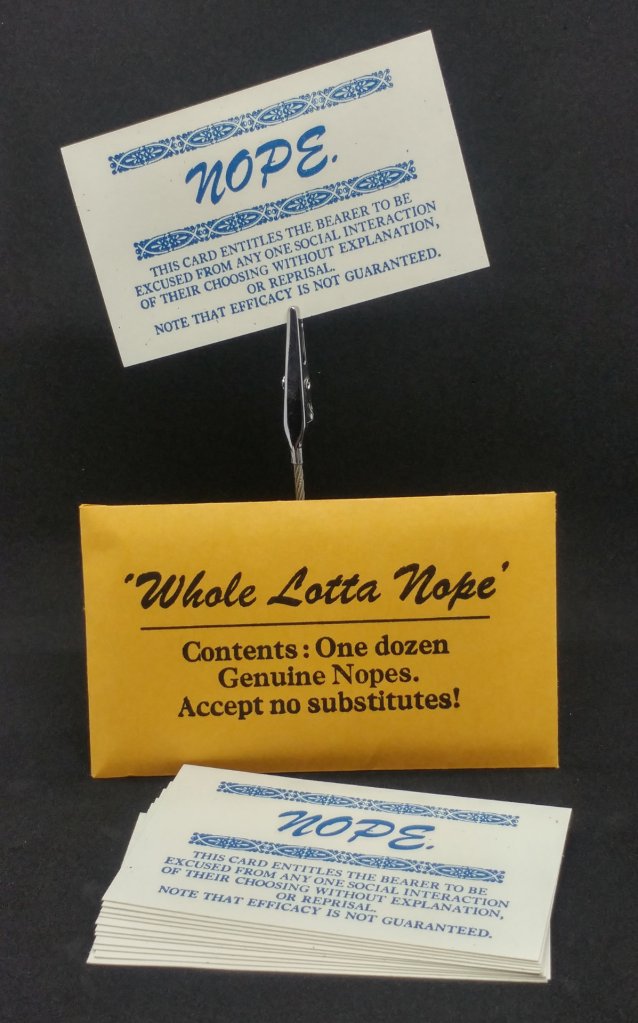 NOPE.
THIS CARD ENTITLES THE BEARER TO BE
EXCUSED FROM ANY ONE SOCIAL INTERACTION
OF THEIR CHOOSING WITHOUT EXPLANATION,
OR REPRISAL.
NOTE THAT EFFICACY IS NOT GUARANTEED.
'Whole Lotta Nope'
Contents: One dozen
Genuine Nopes.
Accept no substitutes!
NOPE.
THIS CARD ENTITLES THE BEARER TO BE
EXCUSED FROM ANY ONE SOCIAL INTERACTION
OF THEIR CHOOSING WITHOUT EXPLANATION,
OR REPRISAL.
NOTE THAT EFFICACY IS NOT GUARANTEED.